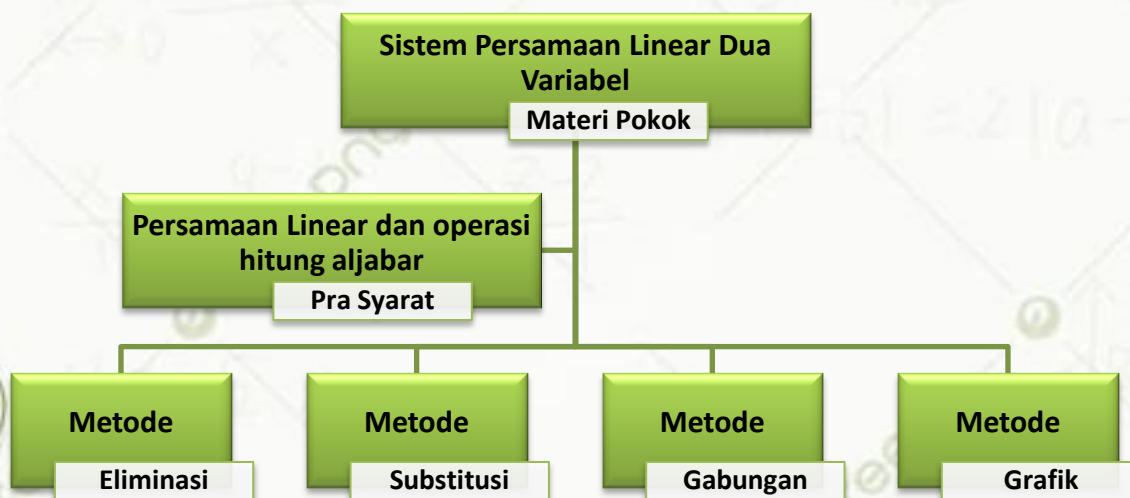 Sistem Persamaan Linear Dua
Variabel
Materi Pokok
Persamaan Linear dan operasi
hitung aljabar
Pra Syarat
Metode
Eliminasi
Metode
Substitusi
Metode
Gabungan
Metode
Grafik